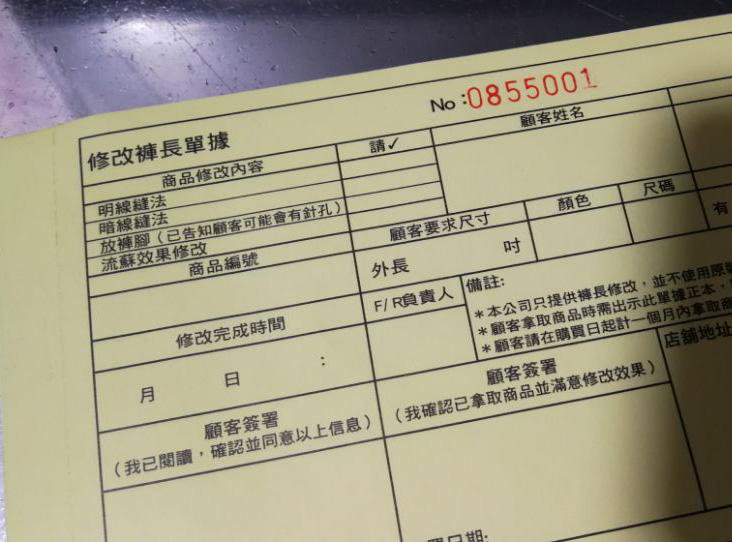 No:0855001
修改褲長單據
請✓
顧客姓名
商品修改內容
明線縫法
暗線縫法
放褲腳（已告知顧客可能會有針孔）
流蘇效果修改
商品編號
顧客要求尺寸
顏色
尺碼
有
外長
吋
F/R負責人
備註:
＊本公司只提供褲長修改，並不使用原
＊顧客拿取商品時需出示此單據正本，
＊顧客請在購買日起計一個月內拿取商
修改完成時間
月 日 :
店舖地址
顧客簽署
（我已閱讀，確認並同意以上信息）
顧客簽署
（我確認已拿取商品並滿意修改效果）
日期: